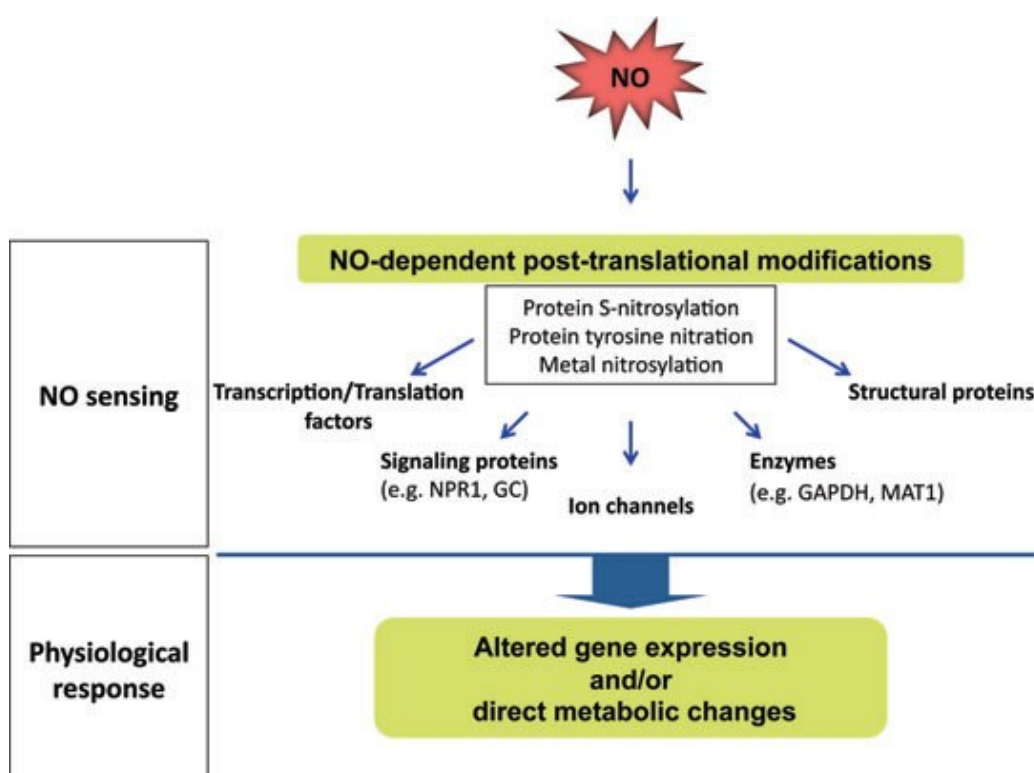 NO
NO-dependent post-translational modifications
Protein S-nitrosylation
Protein tyrosine nitration
Metal nitrosylation
NO sensing
Transcription/Translation
factors
Structural proteins
Signaling proteins
(e.g. NPR1, GC)
Ion channels
Enzymes
(e.g. GAPDH, MAT1)
Physiological
response
Altered gene expression
and/or
direct metabolic changes